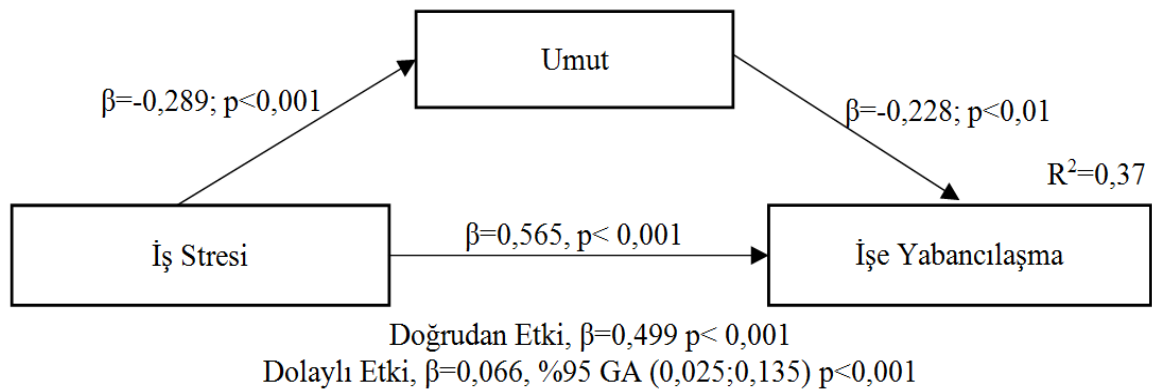 Umut
β=-0,289; p<0,001
β=-0,228; p<0,01
R²=0,37
İş Stresi
β=0,565, p< 0,001
İşe Yabancılaşma
Doğrudan Etki, β=0,499 p< 0,001
Dolaylı Etki, β=0,066, %95 GA (0,025;0,135) p<0,001